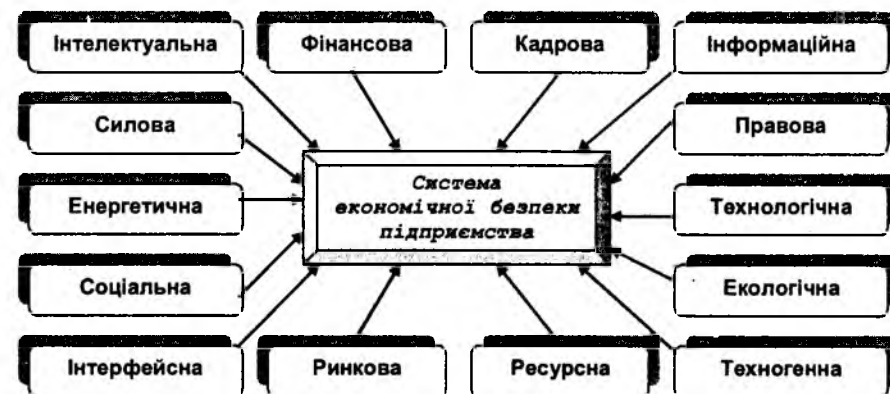 Інтелектуальна
Фінансова
Кадрова
Інформаційна
Силова
Правова
Система
економічної безпеки
підприємства
Енергетична
Технологічна
Соціальна
Екологічна
Інтерфейсна
Ринкова
Ресурсна
Техногенна